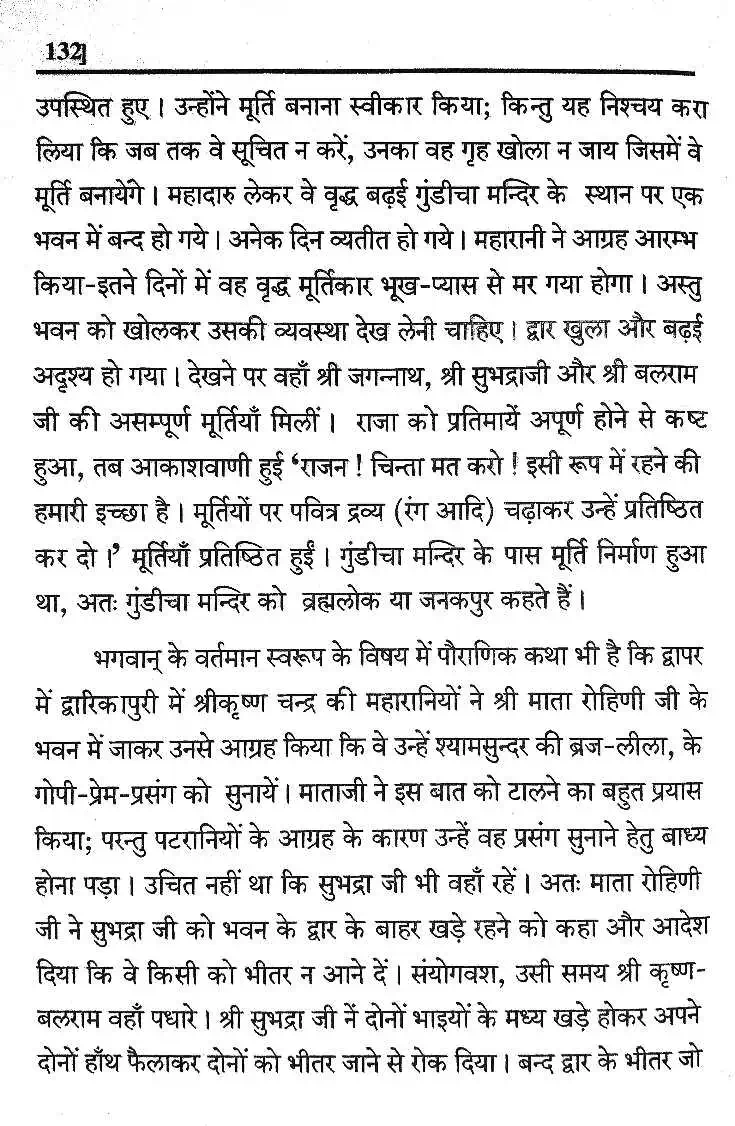 132]
उपस्थित हुए। उन्होंने मूर्ति बनाना स्वीकार किया; किन्तु यह निश्चय करा
लिया कि जब तक वे सूचित न करें, उनका वह गृह खोला न जाय जिसमें वे
मूर्ति बनायेंगे। महादारु लेकर वे वृद्ध बढ़ई गुंडीचा मन्दिर के स्थान पर एक
भवन में बन्द हो गये। अनेक दिन व्यतीत हो गये। महारानी ने आग्रह आरम्भ
किया-इतने दिनों में वह वृद्ध मूर्तिकार भूख-प्यास से मर गया होगा। अस्तु
भवन को खोलकर उसकी व्यवस्था देख लेनी चाहिए। द्वार खुला और बढ़ई
अदृश्य हो गया। देखने पर वहाँ श्री जगन्नाथ, श्री सुभद्राजी और श्री बलराम
जी की असम्पूर्ण मूर्तियाँ मिलीं। राजा को प्रतिमायें अपूर्ण होने से कष्ट
हुआ, तब आकाशवाणी हुई ‘राजन! चिन्ता मत करो! इसी रूप में रहने की
हमारी इच्छा है। मूर्तियों पर पवित्र द्रव्य (रंग आदि) चढ़ाकर उन्हें प्रतिष्ठित
कर दो।’ मूर्तियाँ प्रतिष्ठित हुईं। गुंडीचा मन्दिर के पास मूर्ति निर्माण हुआ
था, अतः गुंडीचा मन्दिर को ब्रह्मलोक या जनकपुर कहते हैं।
भगवान् के वर्तमान स्वरूप के विषय में पौराणिक कथा भी है कि द्वापर
में द्वारिकापुरी में श्रीकृष्ण चन्द्र की महारानियों ने श्री माता रोहिणी जी के
भवन में जाकर उनसे आग्रह किया कि वे उन्हें श्यामसुन्दर की ब्रज-लीला, के
गोपी-प्रेम-प्रसंग को सुनायें। माताजी ने इस बात को टालने का बहुत प्रयास
किया; परन्तु पटरानियों के आग्रह के कारण उन्हें वह प्रसंग सुनाने हेतु बाध्य
होना पड़ा। उचित नहीं था कि सुभद्रा जी भी वहाँ रहें। अतः माता रोहिणी
जी ने सुभद्रा जी को भवन के द्वार के बाहर खड़े रहने को कहा और आदेश
दिया कि वे किसी को भीतर न आने दें। संयोगवश, उसी समय श्री कृष्ण-
बलराम वहाँ पधारे। श्री सुभद्रा जी नें दोनों भाइयों के मध्य खड़े होकर अपने
दोनों हाँथ फैलाकर दोनों को भीतर जाने से रोक दिया। बन्द द्वार के भीतर जो